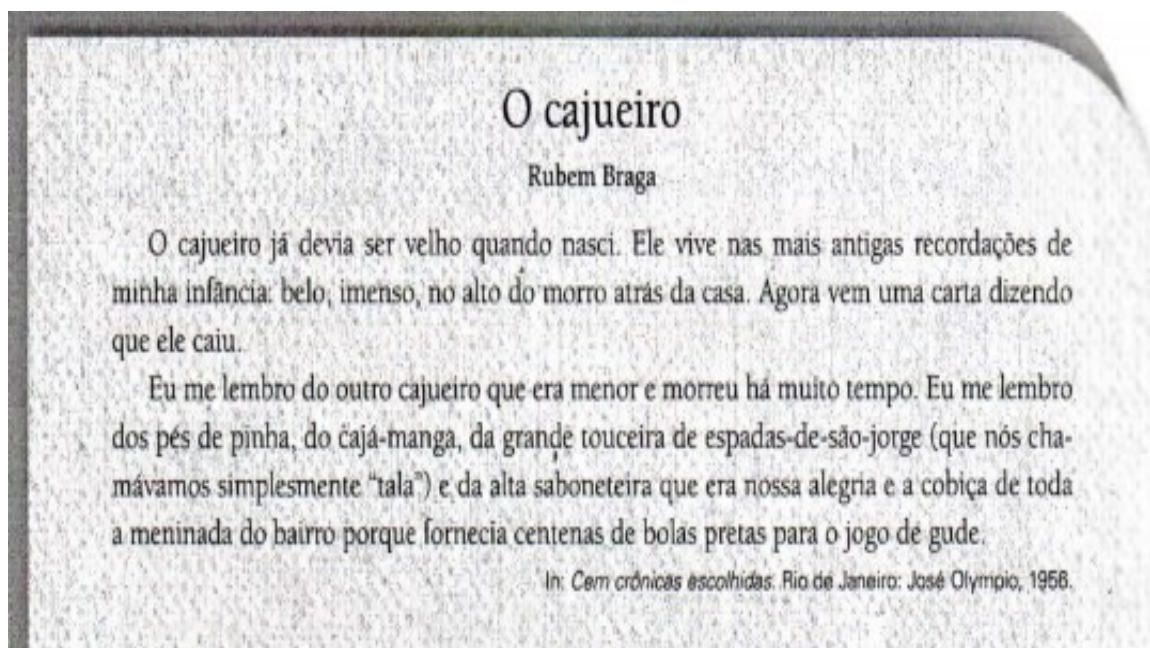 O cajueiro
Rubem Braga
O cajueiro já devia ser velho quando nasci. Ele vive nas mais antigas recordações de
minha infância: belo, imenso, no alto do morro atrás da casa. Agora vem uma carta dizendo
que ele caiu.
Eu me lembro do outro cajueiro que era menor e morreu há muito tempo. Eu me lembro
dos pés de pinha, do cajá-manga, da grande touceira de espadas-de-são-jorge (que nós cha-
mávamos simplesmente “tala”) e da alta saboneteira que era nossa alegria e a cobiça de toda
a meninada do bairro porque fornecia centenas de bolas pretas para o jogo de gude.
In: Cem crônicas escolhidas. Rio de Janeiro: José Olympio, 1956.